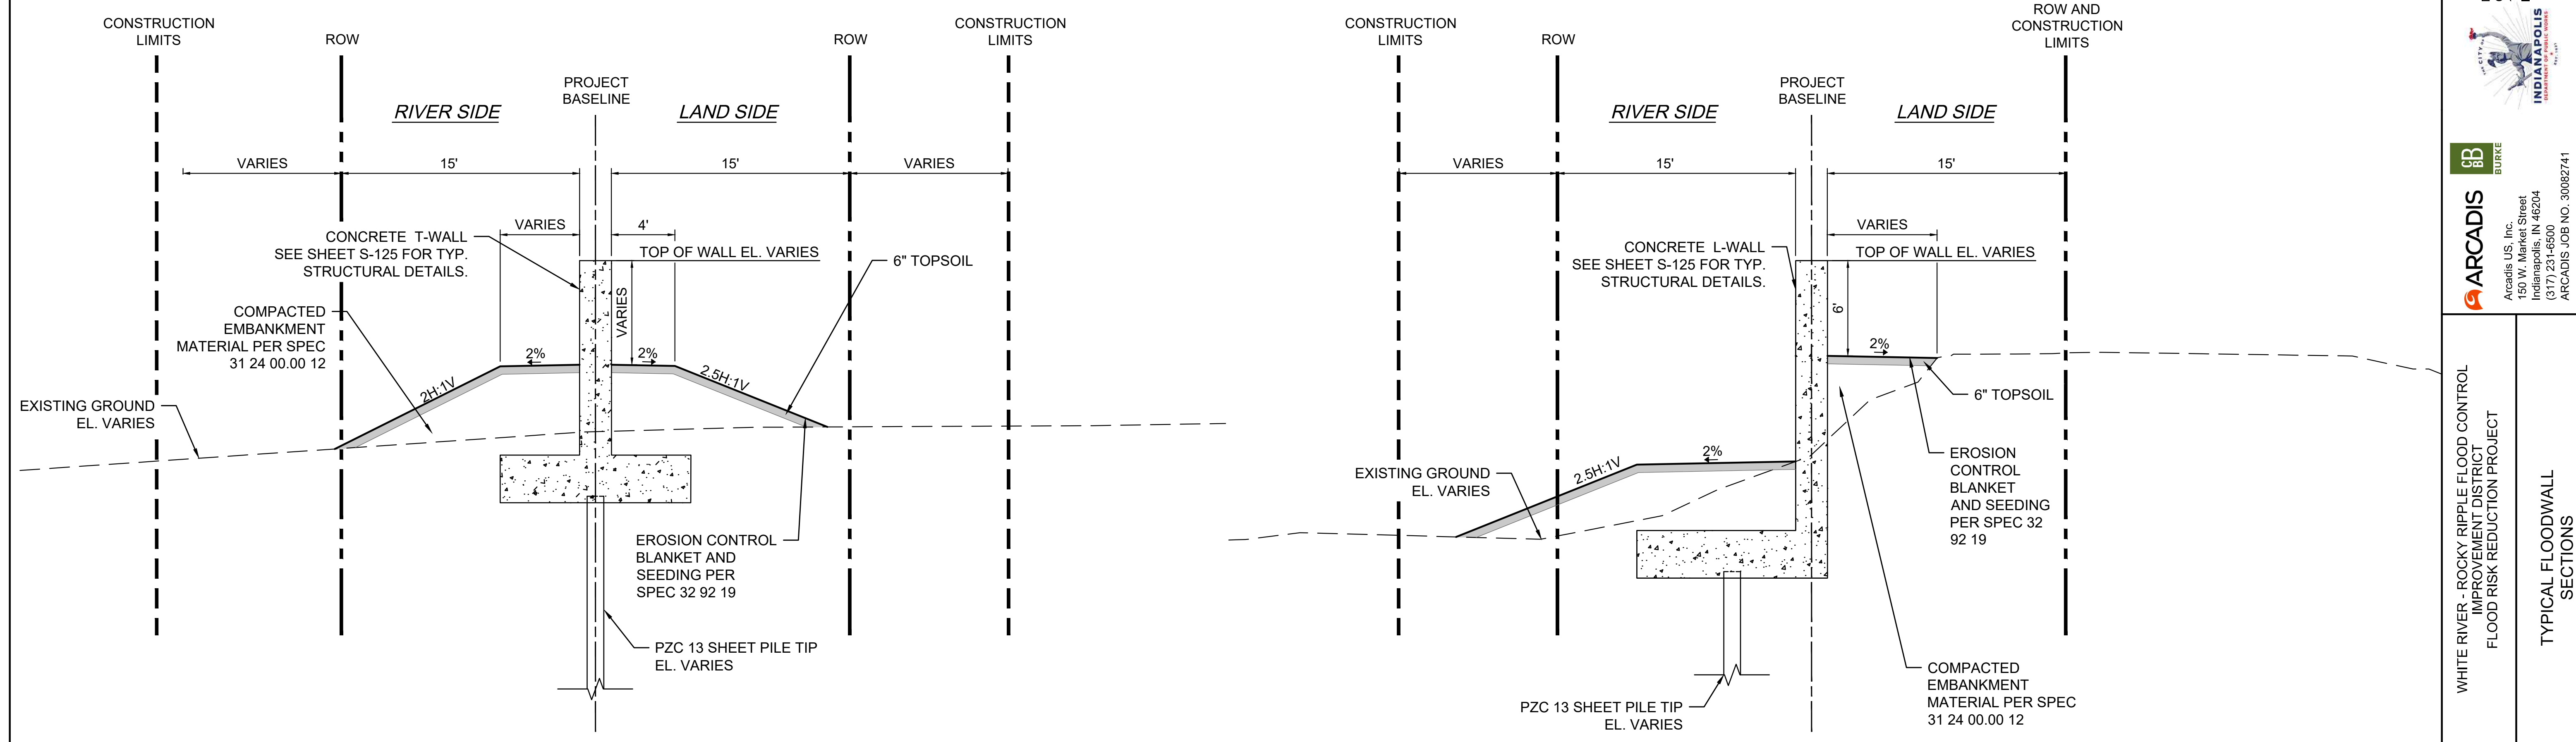 CONSTRUCTION
LIMITS
ROW
PROJECT
BASELINE
ROW
CONSTRUCTION
LIMITS
RIVER SIDE
LAND SIDE
VARIES
15'
15'
VARIES
VARIES
4'
CONCRETE T-WALL
SEE SHEET S-125 FOR TYP.
STRUCTURAL DETAILS.
TOP OF WALL EL. VARIES
6" TOPSOIL
VARIES
COMPACTED
EMBANKMENT
MATERIAL PER SPEC
31 24 00.00 12
2%
2%
2H:1V
2.5H:1V
EXISTING GROUND
EL. VARIES
EROSION CONTROL
BLANKET AND
SEEDING PER
SPEC 32 92 19
PZC 13 SHEET PILE TIP
EL. VARIES
CONSTRUCTION
LIMITS
ROW
PROJECT
BASELINE
ROW AND
CONSTRUCTION
LIMITS
RIVER SIDE
LAND SIDE
VARIES
15'
15'
VARIES
CONCRETE L-WALL
SEE SHEET S-125 FOR TYP.
STRUCTURAL DETAILS.
TOP OF WALL EL. VARIES
6'
2%
6" TOPSOIL
2%
2.5H:1V
EXISTING GROUND
EL. VARIES
EROSION
CONTROL
BLANKET
AND SEEDING
PER SPEC 32
92 19
COMPACTED
EMBANKMENT
MATERIAL PER SPEC
31 24 00.00 12
PZC 13 SHEET PILE TIP
EL. VARIES
THE CITY OF
INDIANAPOLIS
DEPARTMENT OF PUBLIC WORKS
CB
BB
BURKE
ARCADIS
Arcadis US, Inc.
150 W. Market Street
Indianapolis, IN 46204
(317) 231-6500
ARCADIS JOB NO. 30082741
WHITE RIVER - ROCKY RIPPLE FLOOD CONTROL
IMPROVEMENT DISTRICT
FLOOD RISK REDUCTION PROJECT
TYPICAL FLOODWALL
SECTIONS